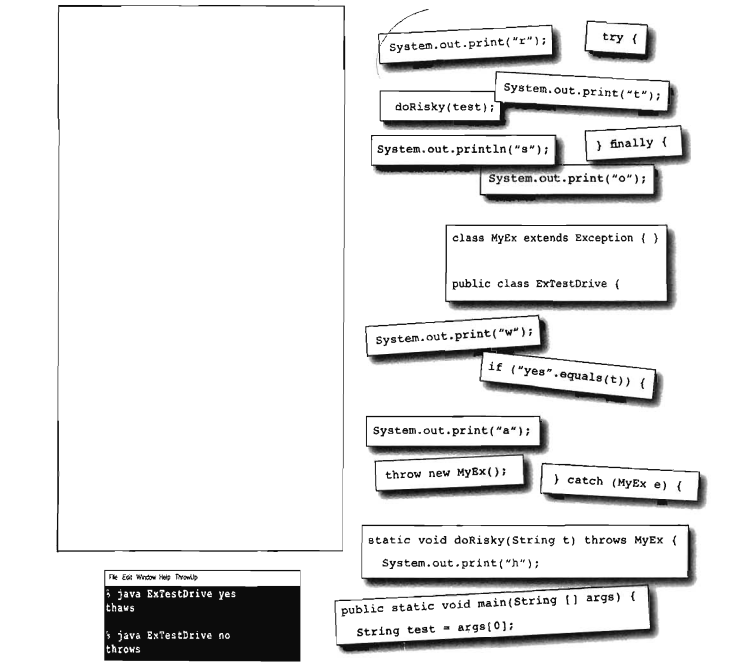 System.out.print("r");
try {
System.out.print("t");
doRisky(test);
System.out.println("s");
} finally {
System.out.print("o");
class MyEx extends Exception { }
public class ExTestDrive {
System.out.print("w");
if ("yes".equals(t)) {
System.out.print("a");
throw new MyEx();
} catch (MyEx e) {
static void doRisky(String t) throws MyEx {
System.out.print("h");
public static void main(String [] args) {
String test = args[0];
File Edit Window Help ThrowUp
% java ExTestDrive yes
thaws
% java ExTestDrive no
throws